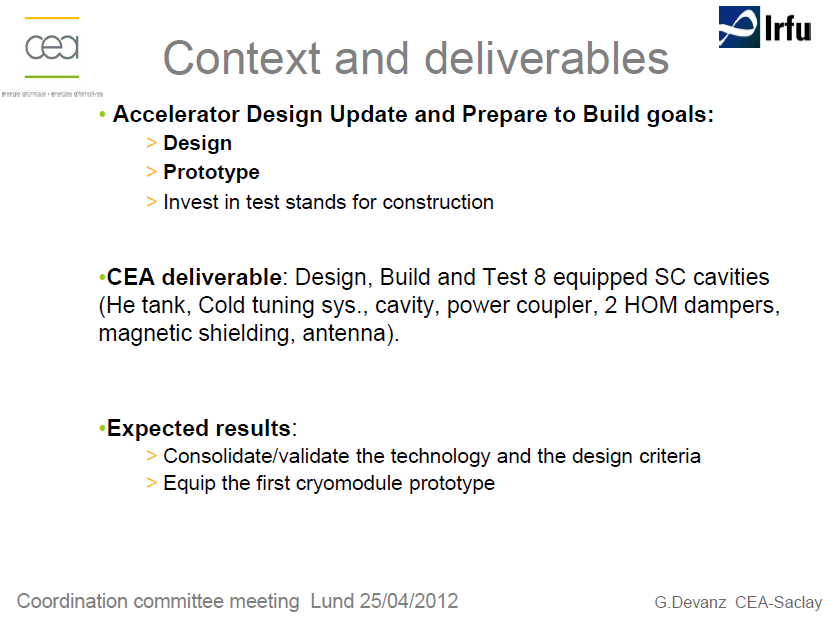 cea
énergie atomique • énergies alternatives
Irfu
Context and deliverables
• Accelerator Design Update and Prepare to Build goals:
> Design
> Prototype
> Invest in test stands for construction
•CEA deliverable: Design, Build and Test 8 equipped SC cavities
(He tank, Cold tuning sys., cavity, power coupler, 2 HOM dampers,
magnetic shielding, antenna).
•Expected results:
> Consolidate/validate the technology and the design criteria
> Equip the first cryomodule prototype
Coordination committee meeting Lund 25/04/2012
G.Devanz CEA-Saclay